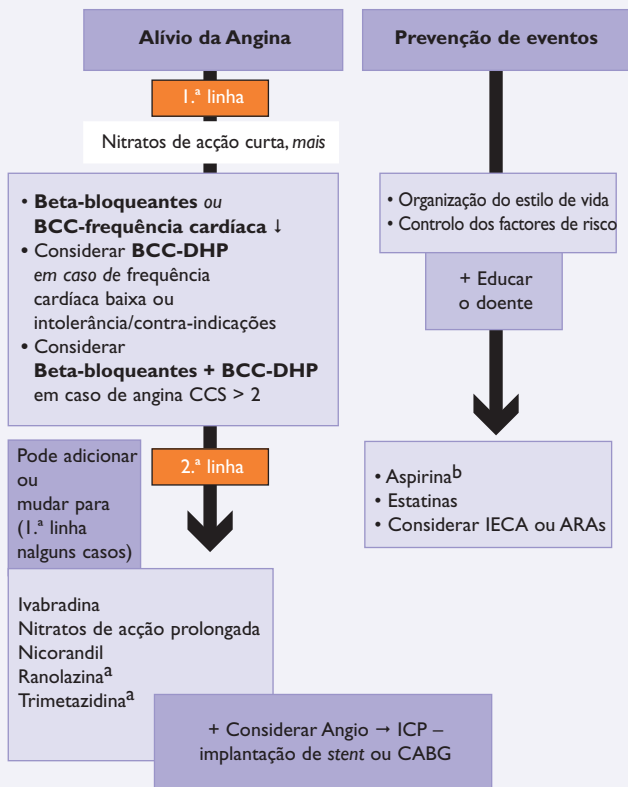 Alívio da Angina
1.ª linha
Nitratos de acção curta, mais
• Beta-bloqueantes ou
BCC-frequência cardíaca ↓
• Considerar BCC-DHP
em caso de frequência
cardíaca baixa ou
intolerância/contra-indicações
• Considerar
Beta-bloqueantes + BCC-DHP
em caso de angina CCS > 2
Pode adicionar
ou
mudar para
(1.ª linha
nalguns casos)
2.ª linha
Ivabradina
Nitratos de acção prolongada
Nicorandil
Ranolazinaª
Trimetazidinaª
+ Considerar Angio → ICP –
implantação de stent ou CABG
Prevenção de eventos
• Organização do estilo de vida
• Controlo dos factores de risco
+ Educar
o doente
• Aspirinaᵇ
• Estatinas
• Considerar IECA ou ARAs